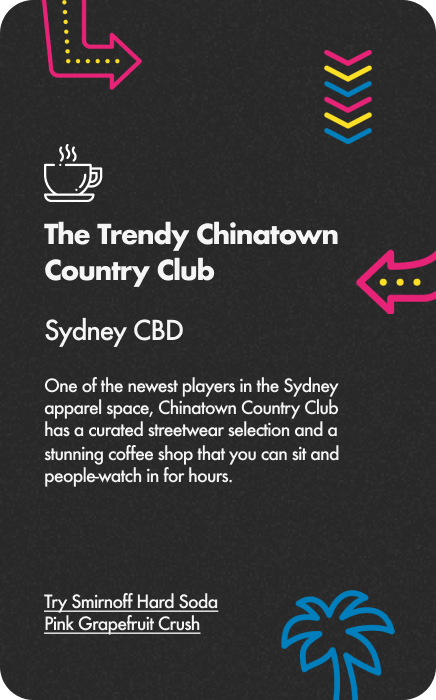 The Trendy Chinatown
Country Club
Sydney CBD
One of the newest players in the Sydney
apparel space, Chinatown Country Club
has a curated streetwear selection and a
stunning coffee shop that you can sit and
people-watch in for hours.
Try Smirnoff Hard Soda
Pink Grapefruit Crush